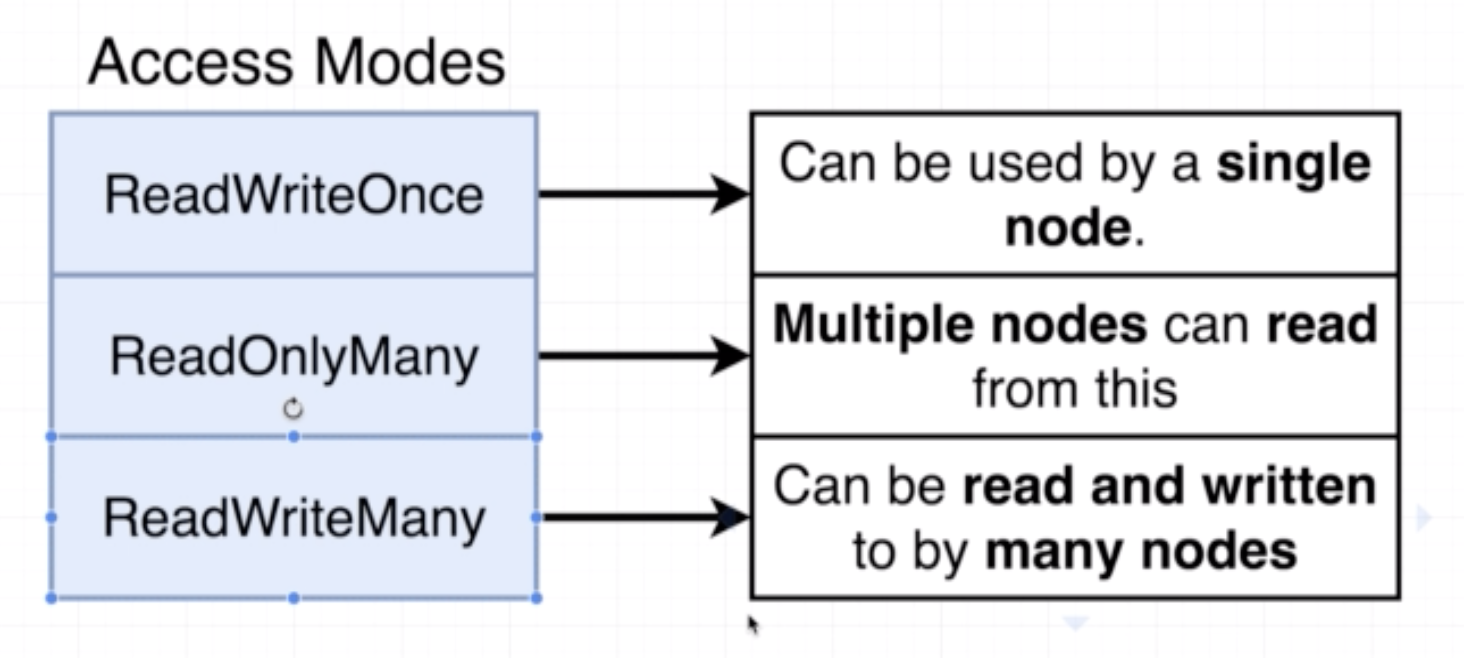 Access Modes
ReadWriteOnce
Can be used by a single
node.
ReadOnlyMany
Multiple nodes can read
from this
ReadWriteMany
Can be read and written
to by many nodes